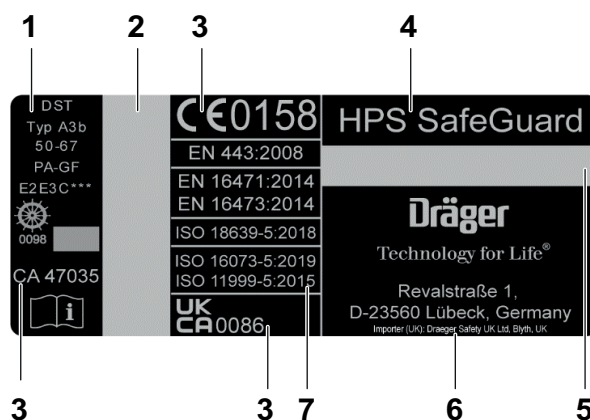 1
2
3
4
DST
Typ A3b
50-67
PA-GF
E2E3C***
0098
CA 47035
i
CE0158
EN 443:2008
EN 16471:2014
EN 16473:2014
ISO 18639-5:2018
ISO 16073-5:2019
ISO 11999-5:2015
UK
CA0086
HPS SafeGuard
Dräger
Technology for Life®
Revalstraße 1,
D-23560 Lübeck, Germany
Importer (UK): Draeger Safety UK Ltd, Blyth, UK
3
3
7
6
5